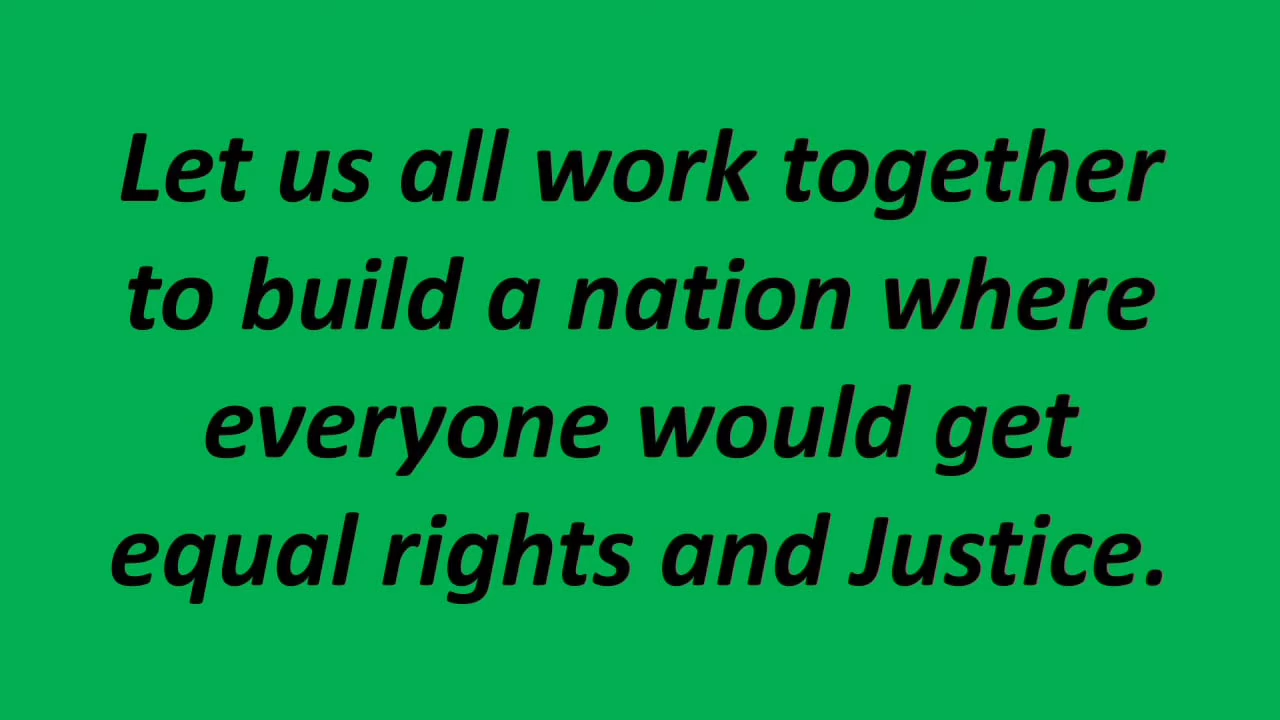 Let us all work together
to build a nation where
everyone would get
equal rights and Justice.